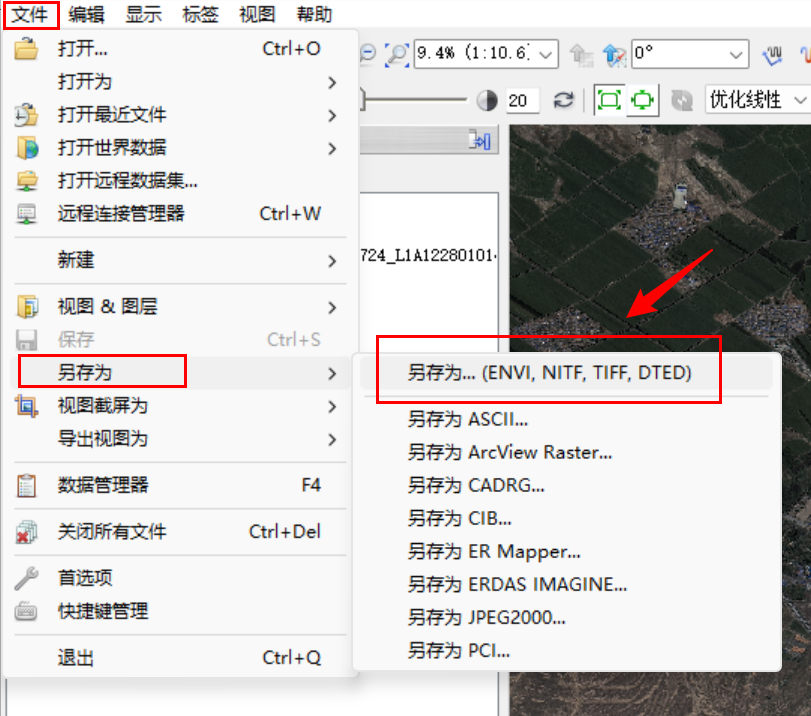 文件 编辑 显示 标签 视图 帮助
打开... Ctrl+O
9.4% (1:10.6
0°
打开为
20
优化线性
打开最近文件
打开世界数据
打开远程数据集...
远程连接管理器 Ctrl+W
新建
724_L1A1228010
视图 & 图层
保存 Ctrl+S
另存为
另存为... (ENVI, NITF, TIFF, DTED)
视图截屏为
另存为 ASCII...
导出视图为
另存为 ArcView Raster...
数据管理器 F4
另存为 CADRG...
关闭所有文件 Ctrl+Del
另存为 CIB...
另存为 ER Mapper...
首选项
另存为 ERDAS IMAGINE...
快捷键管理
另存为 JPEG2000...
退出 Ctrl+Q
另存为 PCI...